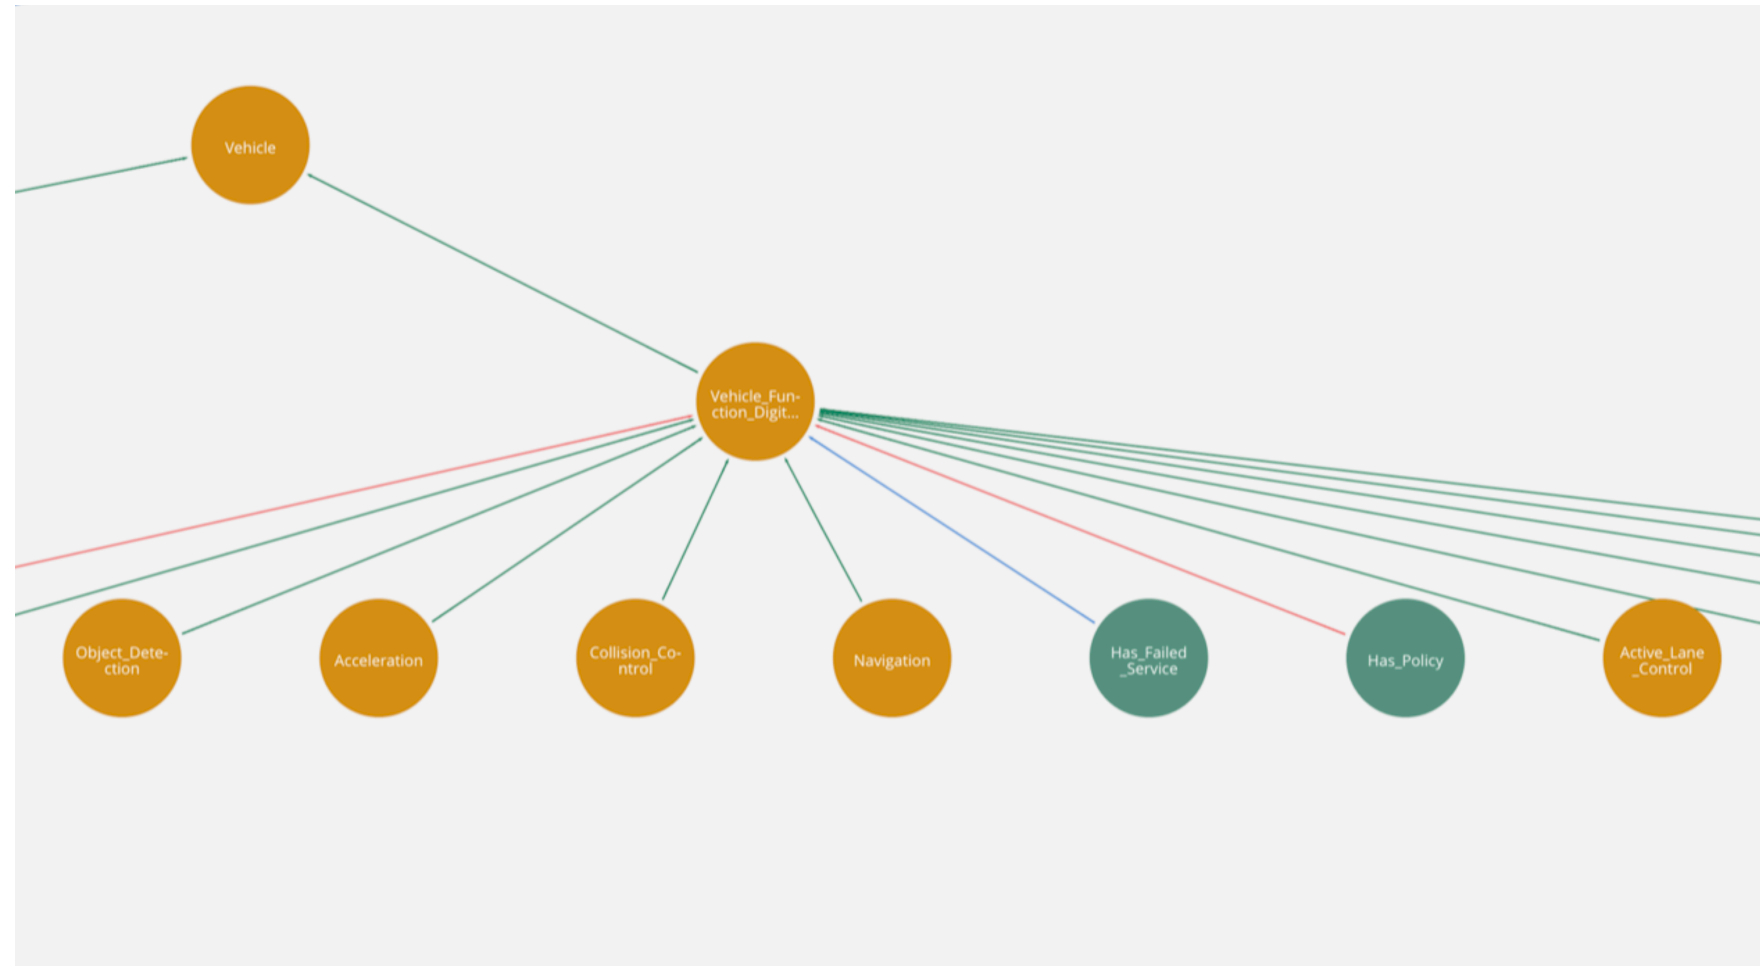 Vehicle
Vehicle_Fun-
ction_Digit...
Object_Dete-
ction
Acceleration
Collision_Co-
ntrol
Navigation
Has_Failed
_Service
Has_Policy
Active_Lane
_Control